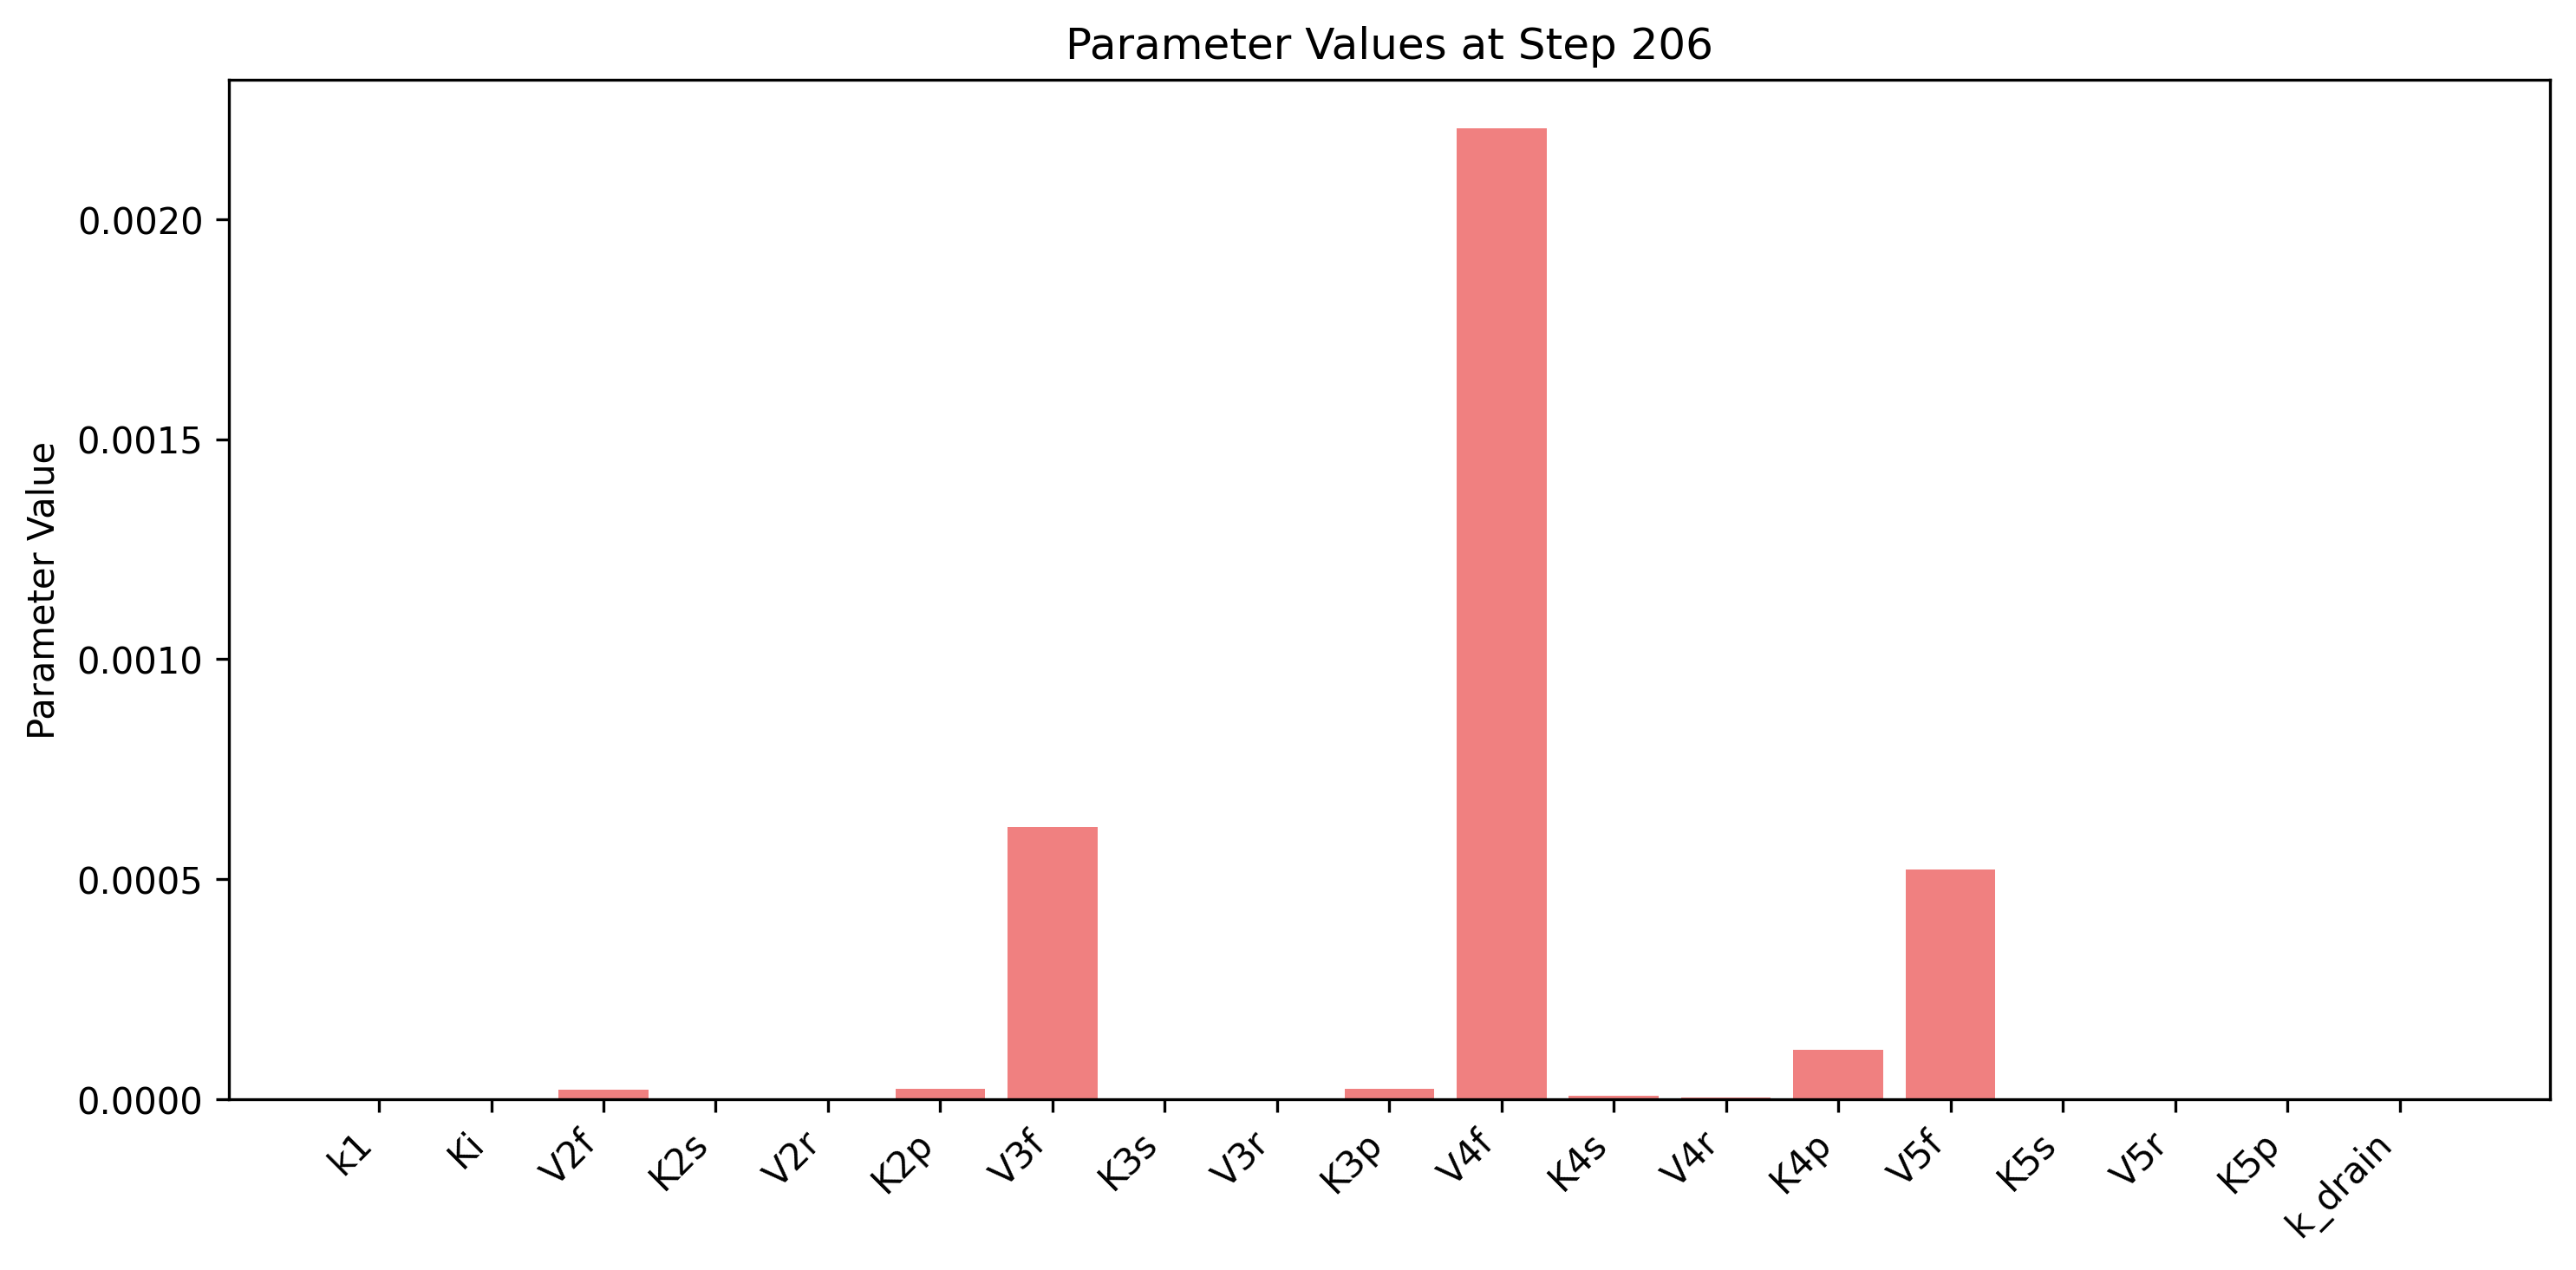 Parameter Values at Step 206
Parameter Value
0.0020
0.0015
0.0010
0.0005
0.0000
k1
Ki
V2f
K2s
V2r
K2p
V3f
K3s
V3r
K3p
V4f
K4s
V4r
K4p
V5f
K5s
V5r
K5p
k_drain